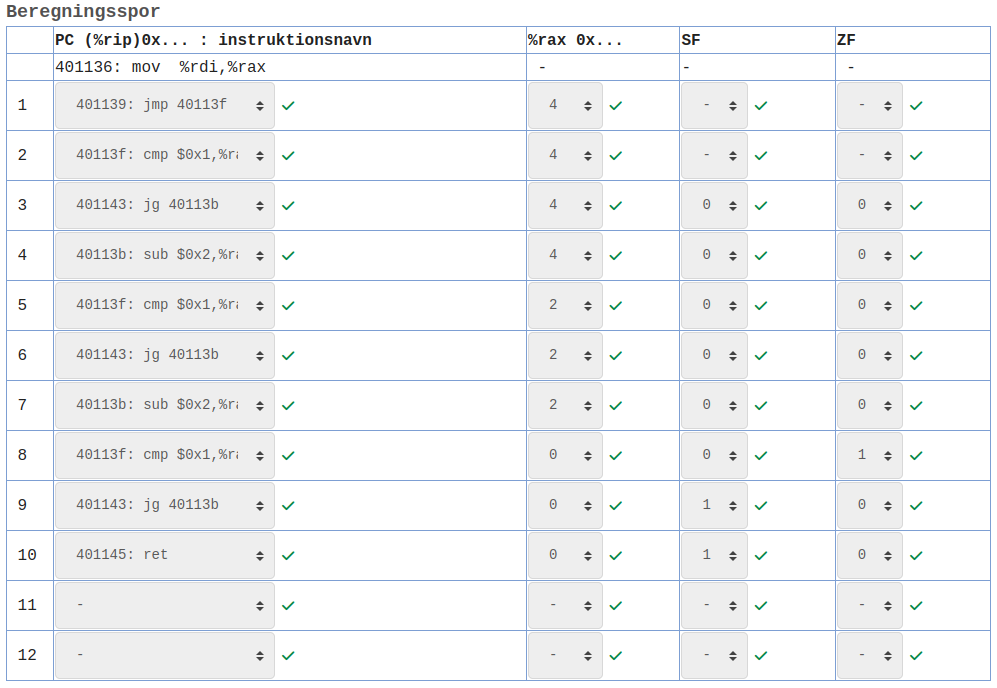 Beregningsspor
PC (%rip)0x... : instruktionsnavn %rax 0x... SF ZF
401136: mov %rdi,%rax - - -
1 401139: jmp 40113f 4 - -
2 40113f: cmp $0x1,%ra 4 - -
3 401143: jg 40113b 4 0 0
4 40113b: sub $0x2,%ra 4 0 0
5 40113f: cmp $0x1,%ra 2 0 0
6 401143: jg 40113b 2 0 0
7 40113b: sub $0x2,%ra 2 0 0
8 40113f: cmp $0x1,%ra 0 0 1
9 401143: jg 40113b 0 1 0
10 401145: ret 0 1 0
11 - - - -
12 - - - -